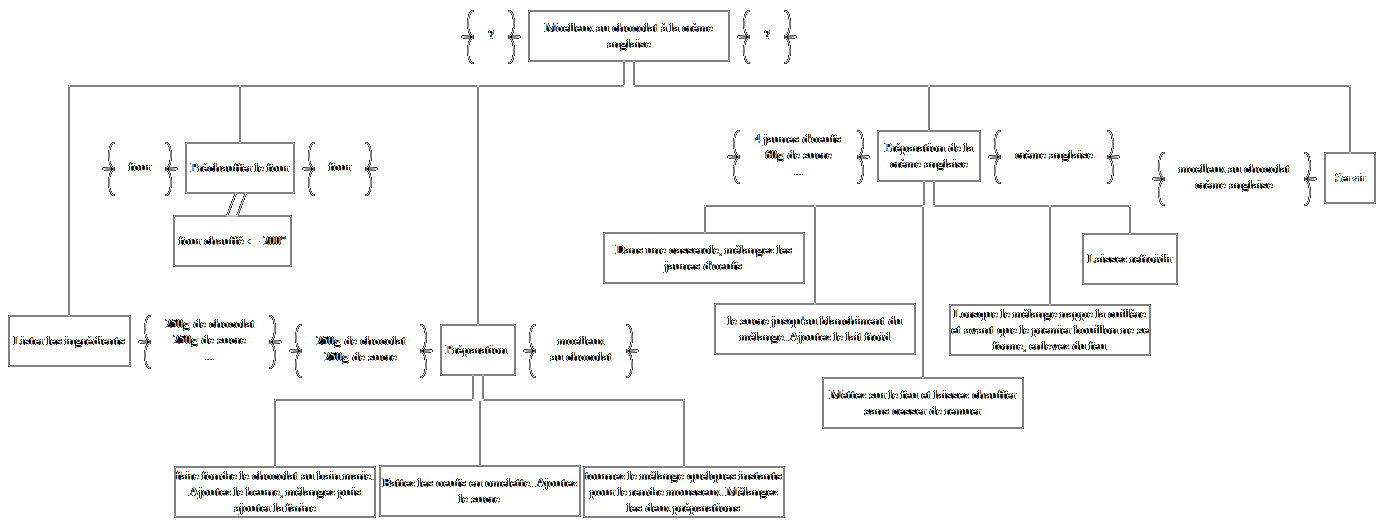 ?
Moelleux au chocolat à la crème
anglaise
?
four
Préchauffer le four
four
four chauffé <- 200°
4 jaunes d'oeufs
60g de sucre
...
Préparation de la
crème anglaise
crème anglaise
moelleux au chocolat
crème anglaise
Servir
Dans une casserole, mélangez les
jaunes d'oeufs
Laissez refroidir
le sucre jusqu'au blanchiment du
mélange. Ajoutez le lait froid
Lorsque le mélange nappe la cuillère
et avant que le premier bouillon ne se
forme, enlevez du feu
Mettez sur le feu et laissez chauffer
sans cesser de remuer
Lister les ingrédients
250g de chocolat
250g de sucre
...
250g de chocolat
250g de sucre
Préparation
moelleux
au chocolat
faire fondre le chocolat au bain marie.
Ajoutez le beurre, mélangez puis
ajouter la farine
Battez les oeufs en omelette. Ajoutez
le sucre
tournez le mélange quelques instants
pour le rendre mousseux. Mélangez
les deux préparations